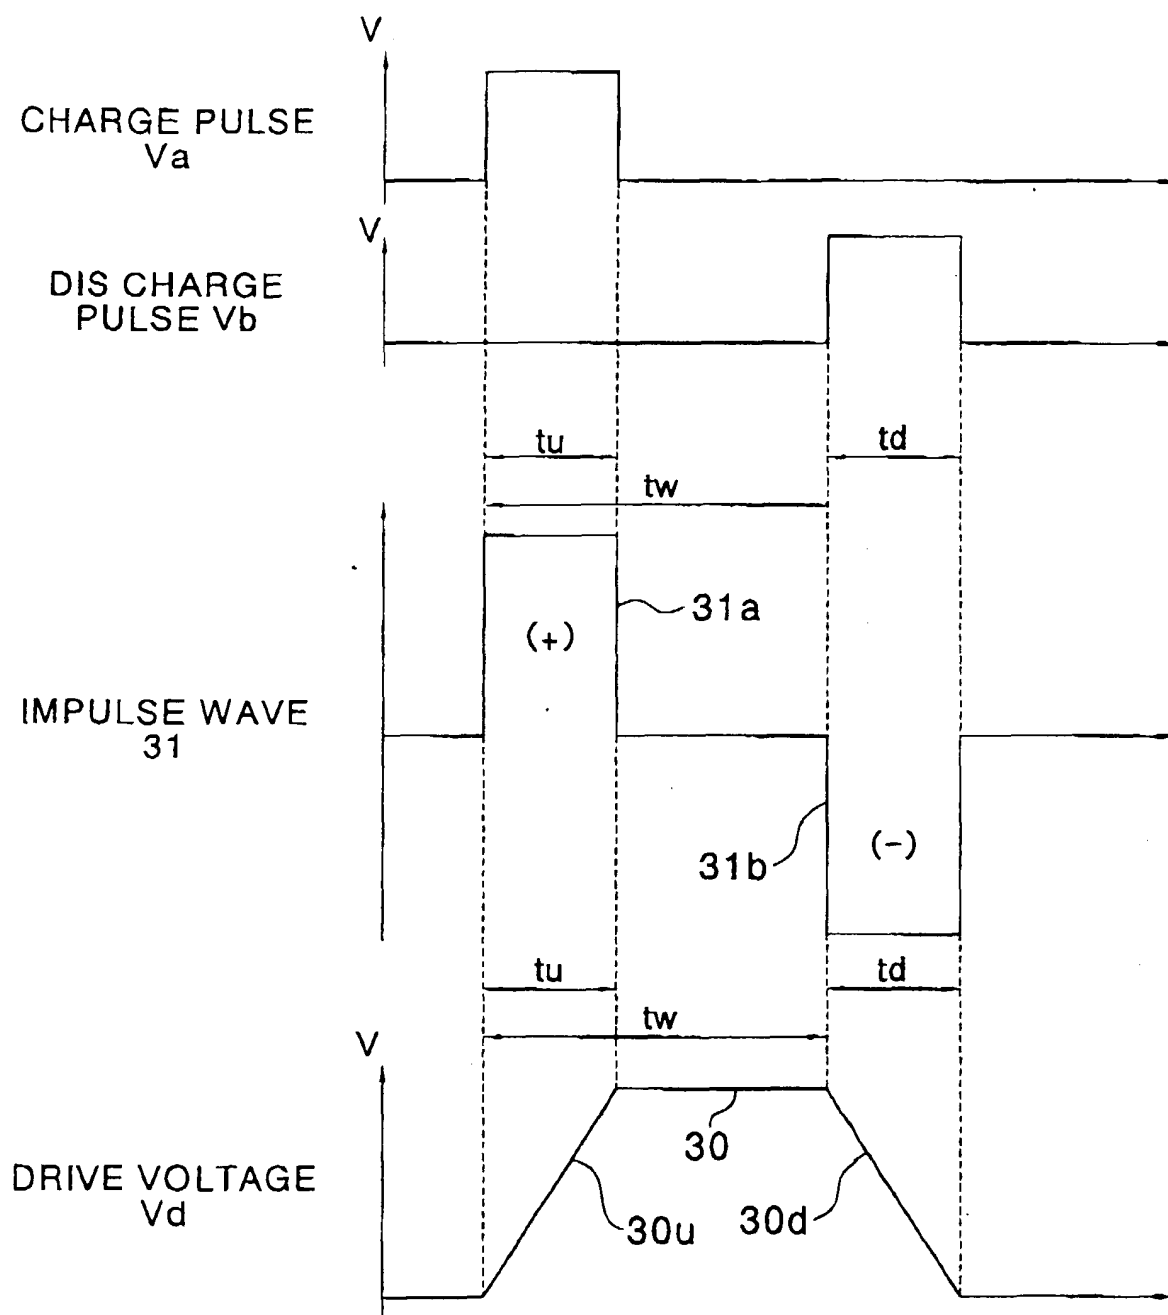 V
CHARGE PULSE
Va
V
DIS CHARGE
PULSE Vb
tu
td
tw
31a
(+)
IMPULSE WAVE
31
31b
(-)
tu
td
tw
V
30
DRIVE VOLTAGE
Vd
30u
30d